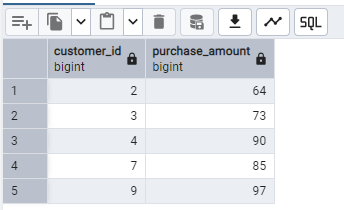 SQL
customer_id purchase_amount
bigint bigint
1 2 64
2 3 73
3 4 90
4 7 85
5 9 97